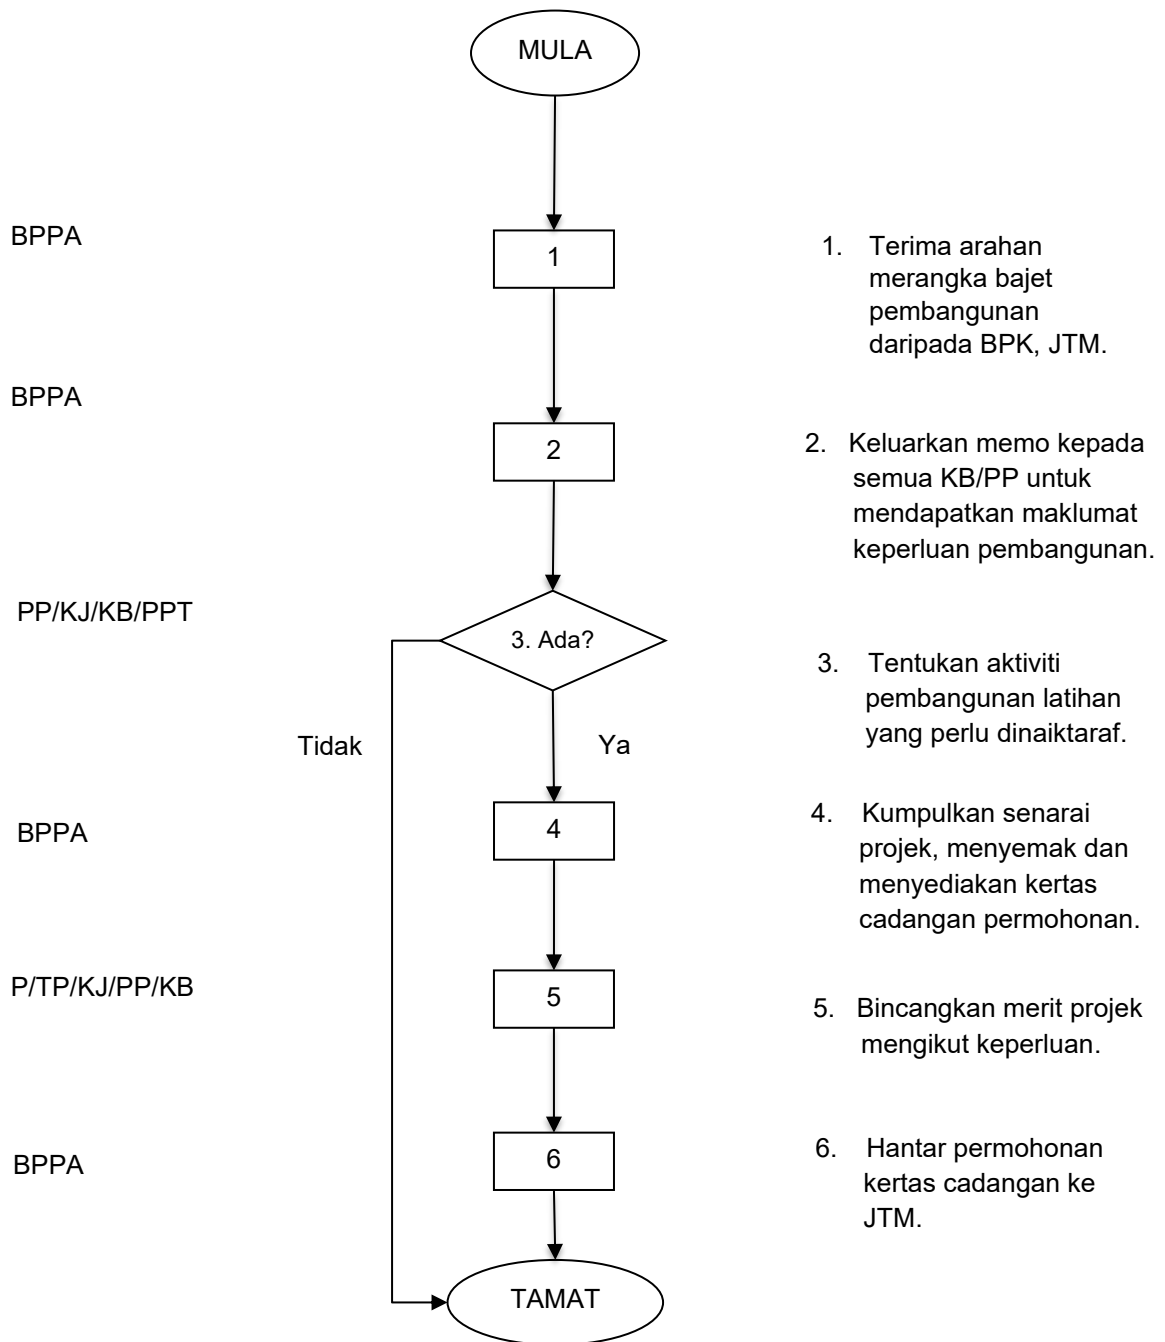 MULA
BPPA
1
1. Terima arahan
merangka bajet
pembangunan
daripada BPK, JTM.
BPPA
2
2. Keluarkan memo kepada
semua KB/PP untuk
mendapatkan maklumat
keperluan pembangunan.
PP/KJ/KB/PPT
3. Ada?
3. Tentukan aktiviti
pembangunan latihan
yang perlu dinaiktaraf.
Tidak
Ya
BPPA
4
4. Kumpulkan senarai
projek, menyemak dan
menyediakan kertas
cadangan permohonan.
P/TP/KJ/PP/KB
5
5. Bincangkan merit projek
mengikut keperluan.
BPPA
6
6. Hantar permohonan
kertas cadangan ke
JTM.
TAMAT